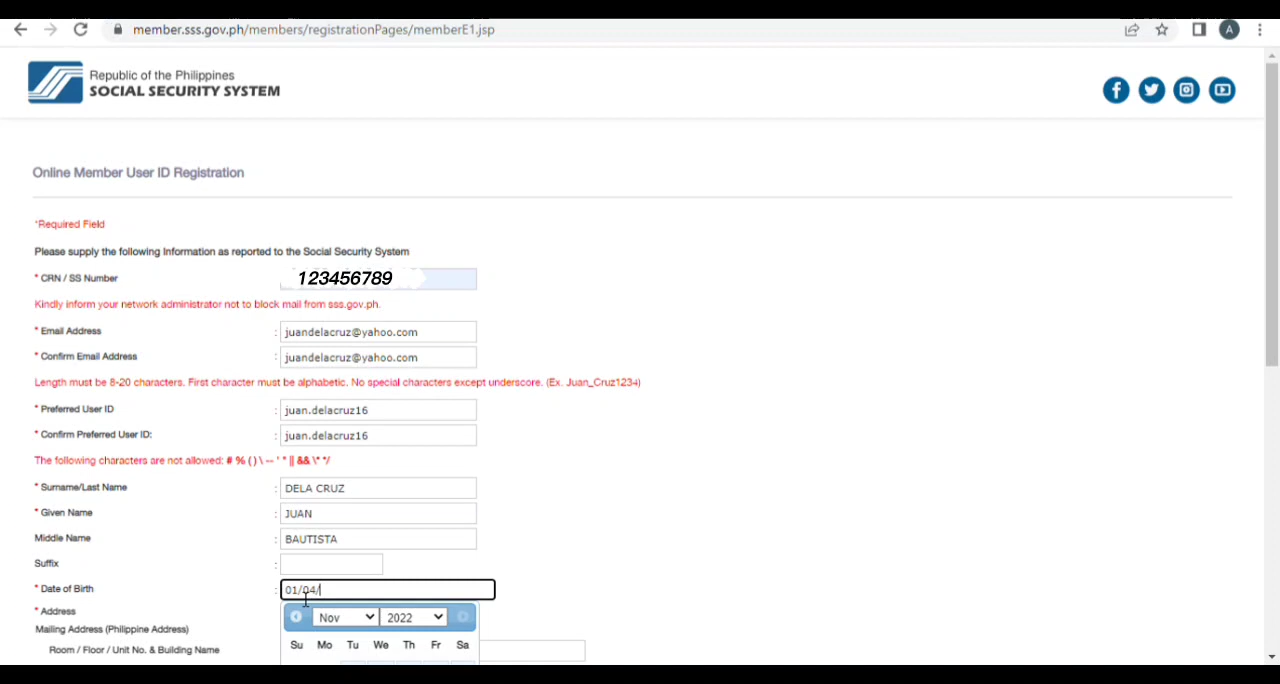 member.sss.gov.ph/members/registrationPages/memberE1.jsp
A
Republic of the Philippines
SOCIAL SECURITY SYSTEM
Online Member User ID Registration
*Required Field
Please supply the following Information as reported to the Social Security System
* CRN / SS Number 123456789
Kindly inform your network administrator not to block mail from sss.gov.ph.
* Email Address : juandelacruz@yahoo.com
* Confirm Email Address : juandelacruz@yahoo.com
Length must be 8-20 characters. First character must be alphabetic. No special characters except underscore. (Ex. Juan_Cruz1234)
* Preferred User ID : juan.delacruz16
* Confirm Preferred User ID: : juan.delacruz16
The following characters are not allowed: # % ( ) \ -- ' " || && \* */
* Surname/Last Name : DELA CRUZ
* Given Name : JUAN
Middle Name : BAUTISTA
Suffix :
* Date of Birth : 01/04/
* Address
Nov 2022
Mailing Address (Philippine Address)
Su Mo Tu We Th Fr Sa
Room / Floor / Unit No. & Building Name